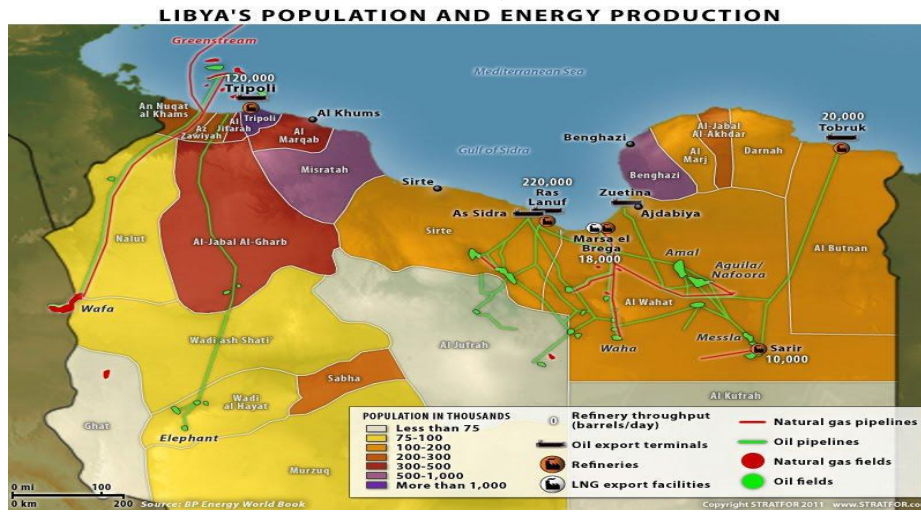 LIBYA'S POPULATION AND ENERGY PRODUCTION
Greenstream
Mediterranean Sea
120,000
Tripoli
An Nuqat
al Khams
Az
Zawiyah
Al
Jifarah
Tripoli
Al Khums
Al
Marqab
Misratah
Gulf of Sidra
Benghazi
Benghazi
Al-Jabal
Al-Akhdar
Al
Marj
Darnah
20,000
Tobruk
Sirte
Sirte
220,000
Ras
Lanuf
As Sidra
Zuetina
Ajdabiya
Marsa el
Brega
18,000
Amal
Aguila/
Nafoora
Al Butnan
Nalut
Al-Jabal Al-Gharb
Wafa
Wadi ash Shati'
Al Jufrah
Al Wahat
Waha
Messla
Sarir
10,000
Sabha
Wadi
al Hayat
Ghat
Elephant
Murzuq
Al Kufrah
POPULATION IN THOUSANDS
Less than 75
75-100
100-200
200-300
300-500
500-1,000
More than 1,000
0 Refinery throughput
(barrels/day)
Oil export terminals
Refineries
LNG export facilities
Natural gas pipelines
Oil pipelines
Natural gas fields
Oil fields
0 mi 100
0 km 200
Source: BP Energy World Book
Copyright STRATFOR 2011 www.STRATFOR.co